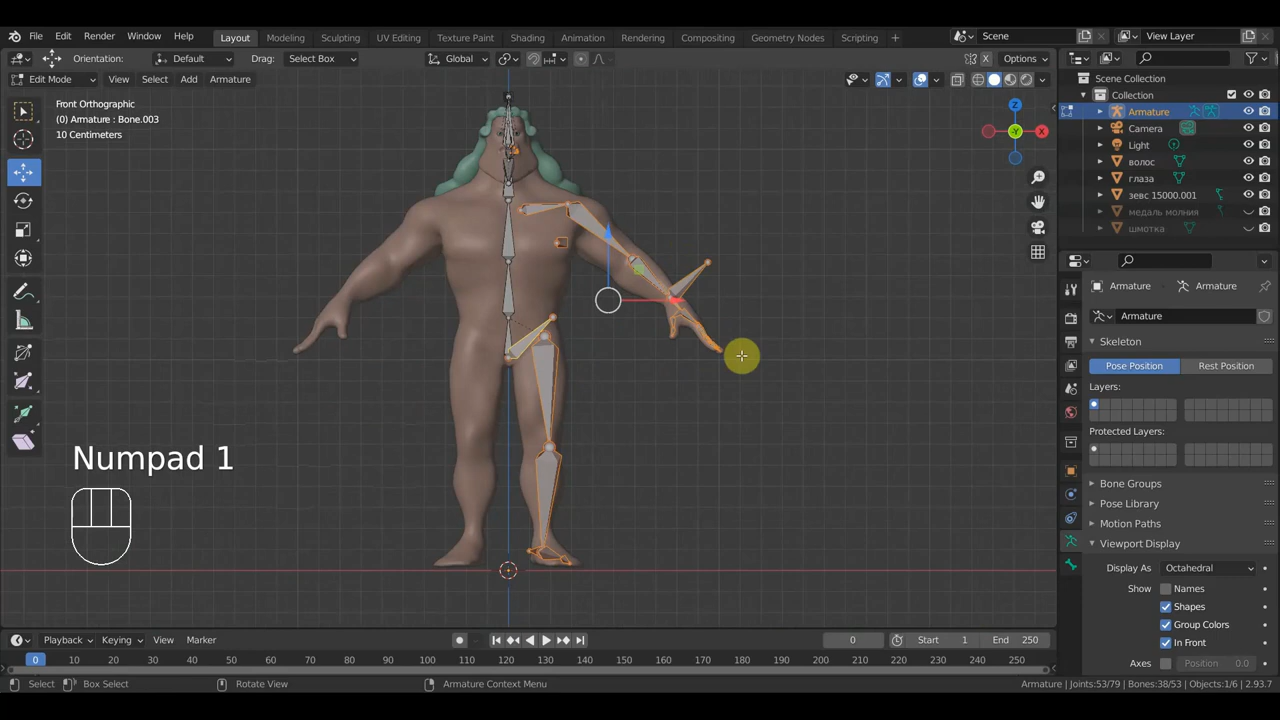 File Edit Render Window Help Layout Modeling Sculpting UV Editing Texture Paint Shading Animation Rendering Compositing Geometry Nodes Scripting + Scene View Layer
Orientation: Default Drag: Select Box Global Options
Edit Mode View Select Add Armature
Front Orthographic
(0) Armature : Bone.003
10 Centimeters
Z
X
Y
Numpad 1
Scene Collection
Collection
Armature
Camera
Light
волос
глаза
зевс 15000.001
медаль молния
шмотка
Armature Armature
Armature
Skeleton
Pose Position Rest Position
Layers:
Protected Layers:
Bone Groups
Pose Library
Motion Paths
Viewport Display
Display As Octahedral
Show Names
Shapes
Group Colors
In Front
Axes Position 0.0
Playback Keying View Marker 0 Start 1 End 250
0 10 20 30 40 50 60 70 80 90 100 110 120 130 140 150 160 170 180 190 200 210 220 230 240 250
Select Box Select Rotate View Armature Context Menu Armature | Joints:53/79 | Bones:38/53 | Objects:1/6 | 2.93.7